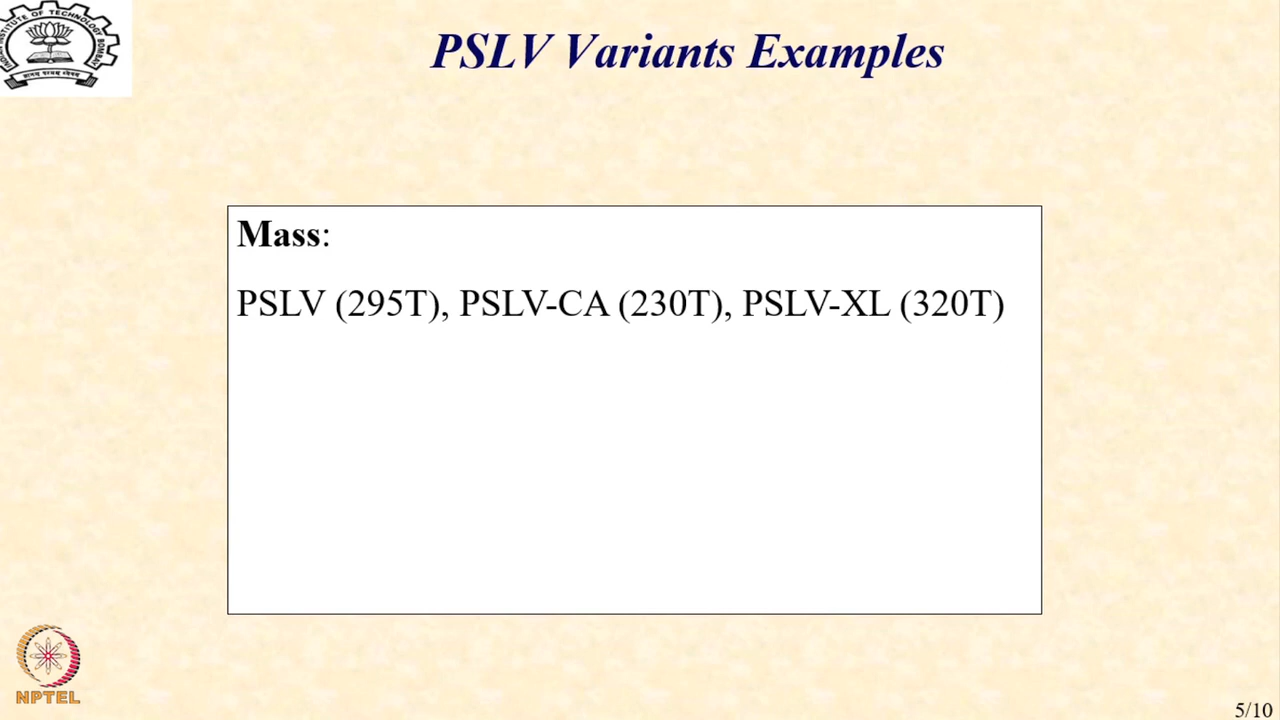 PSLV Variants Examples
Mass:
PSLV (295T), PSLV-CA (230T), PSLV-XL (320T)
NPTEL
5/10